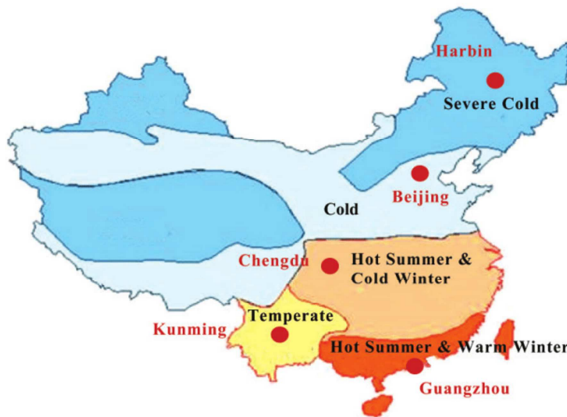 Harbin
Severe Cold
Beijing
Cold
Chengdu
Hot Summer &
Cold Winter
Temperate
Kunming
Hot Summer & Warm Winter
Guangzhou